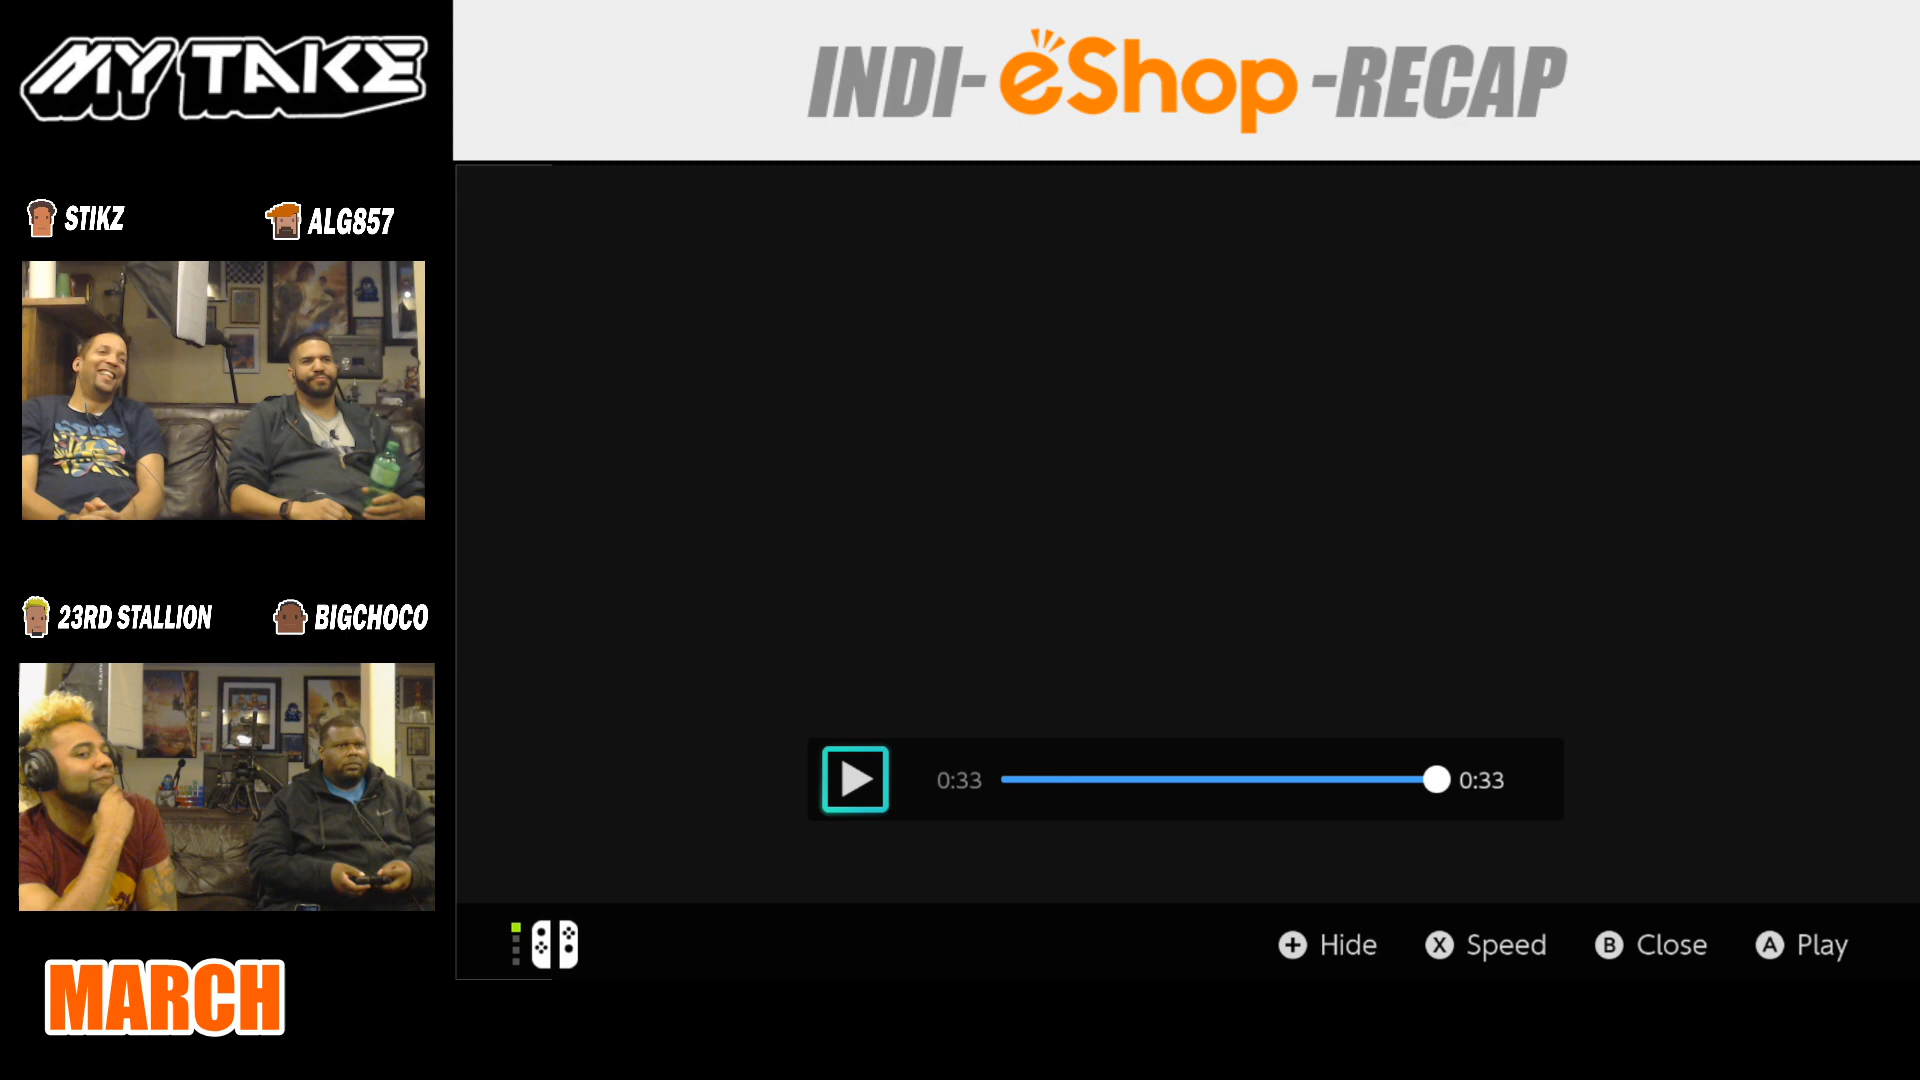 MY TAKE
INDI-eShop-RECAP
STIKZ
ALG857
23RD STALLION
BIGCHOCO
0:33
0:33
MARCH
+ Hide
X Speed
B Close
A Play